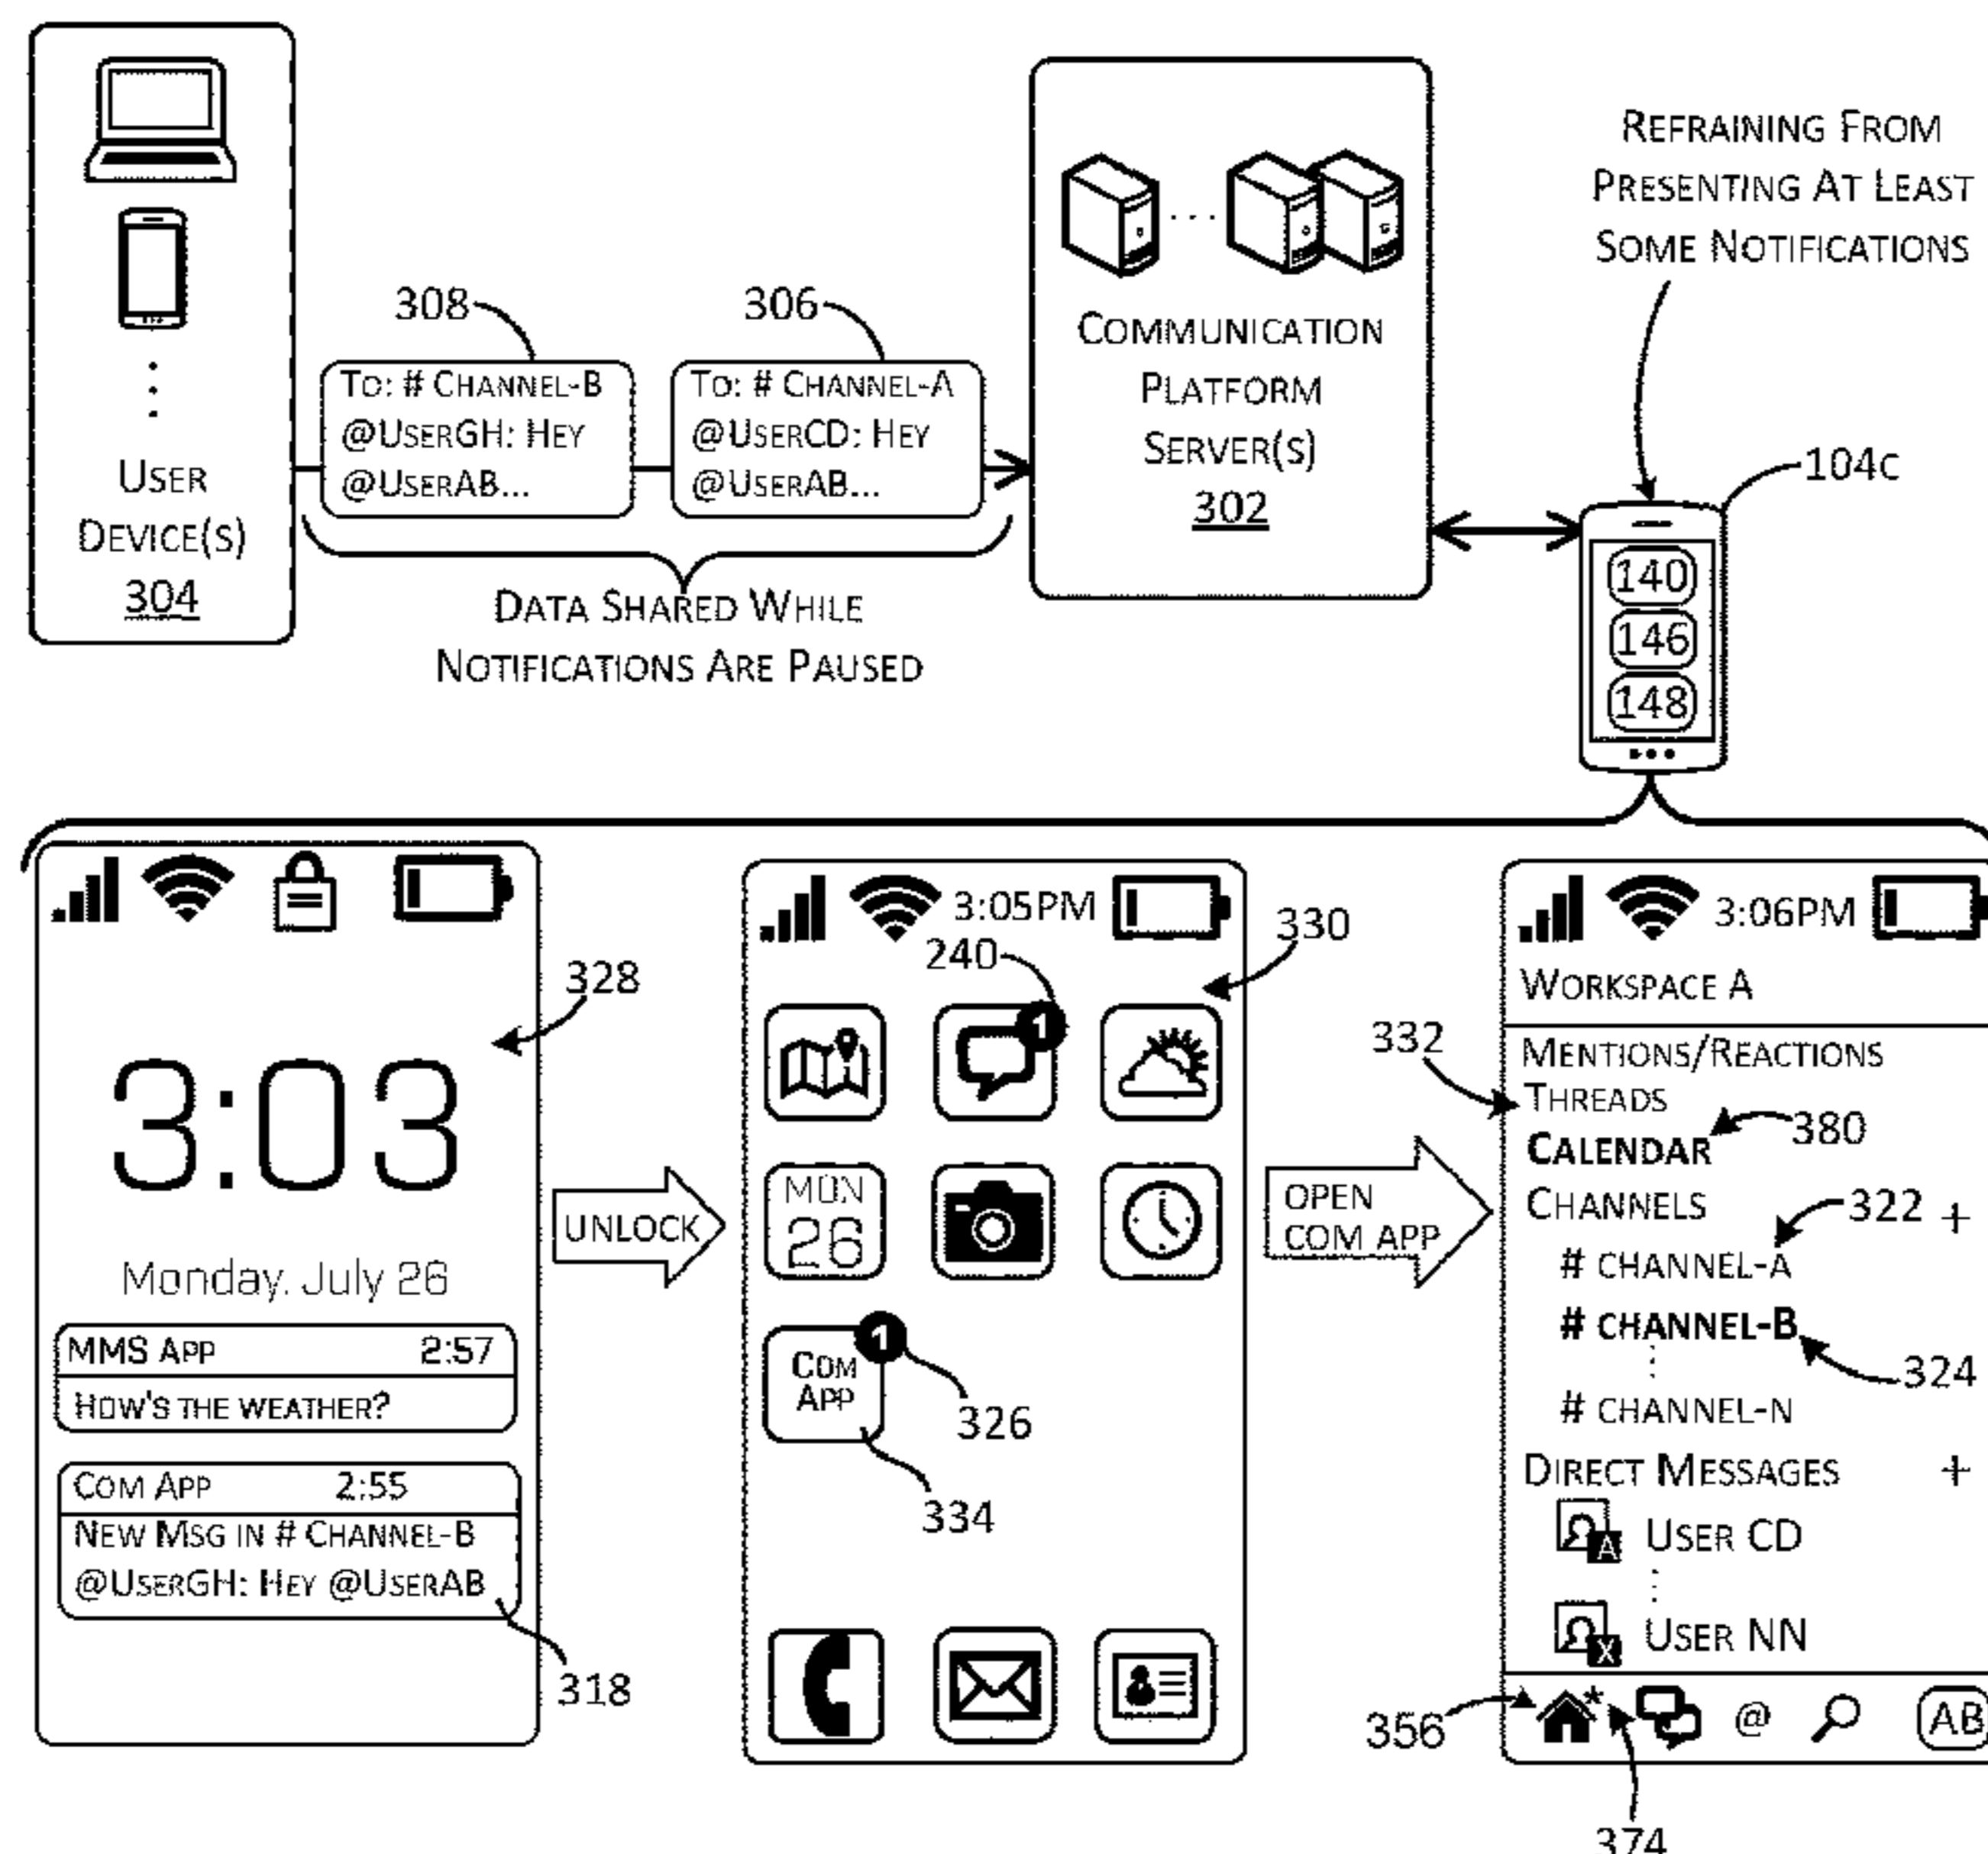 USER
DEVICE(S)
304
308
TO: # CHANNEL-B
@USERGH: HEY
@USERAB...
306
TO: # CHANNEL-A
@USERCD: HEY
@USERAB...
DATA SHARED WHILE
NOTIFICATIONS ARE PAUSED
COMMUNICATION
PLATFORM
SERVER(S)
302
REFRAINING FROM
PRESENTING AT LEAST
SOME NOTIFICATIONS
104C
140
146
148
328
3:03
Monday, July 26
MMS APP 2:57
HOW'S THE WEATHER?
COM APP 2:55
NEW MSG IN # CHANNEL-B
@USERGH: HEY @USERAB
318
UNLOCK
3:05PM
240
330
1
MON
26
COM
APP
1
326
334
OPEN
COM APP
3:06PM
WORKSPACE A
332
MENTIONS/REACTIONS
THREADS
CALENDAR
380
CHANNELS +
322
# CHANNEL-A
# CHANNEL-B
324
# CHANNEL-N
DIRECT MESSAGES +
A USER CD
X USER NN
356
* @ AB
374